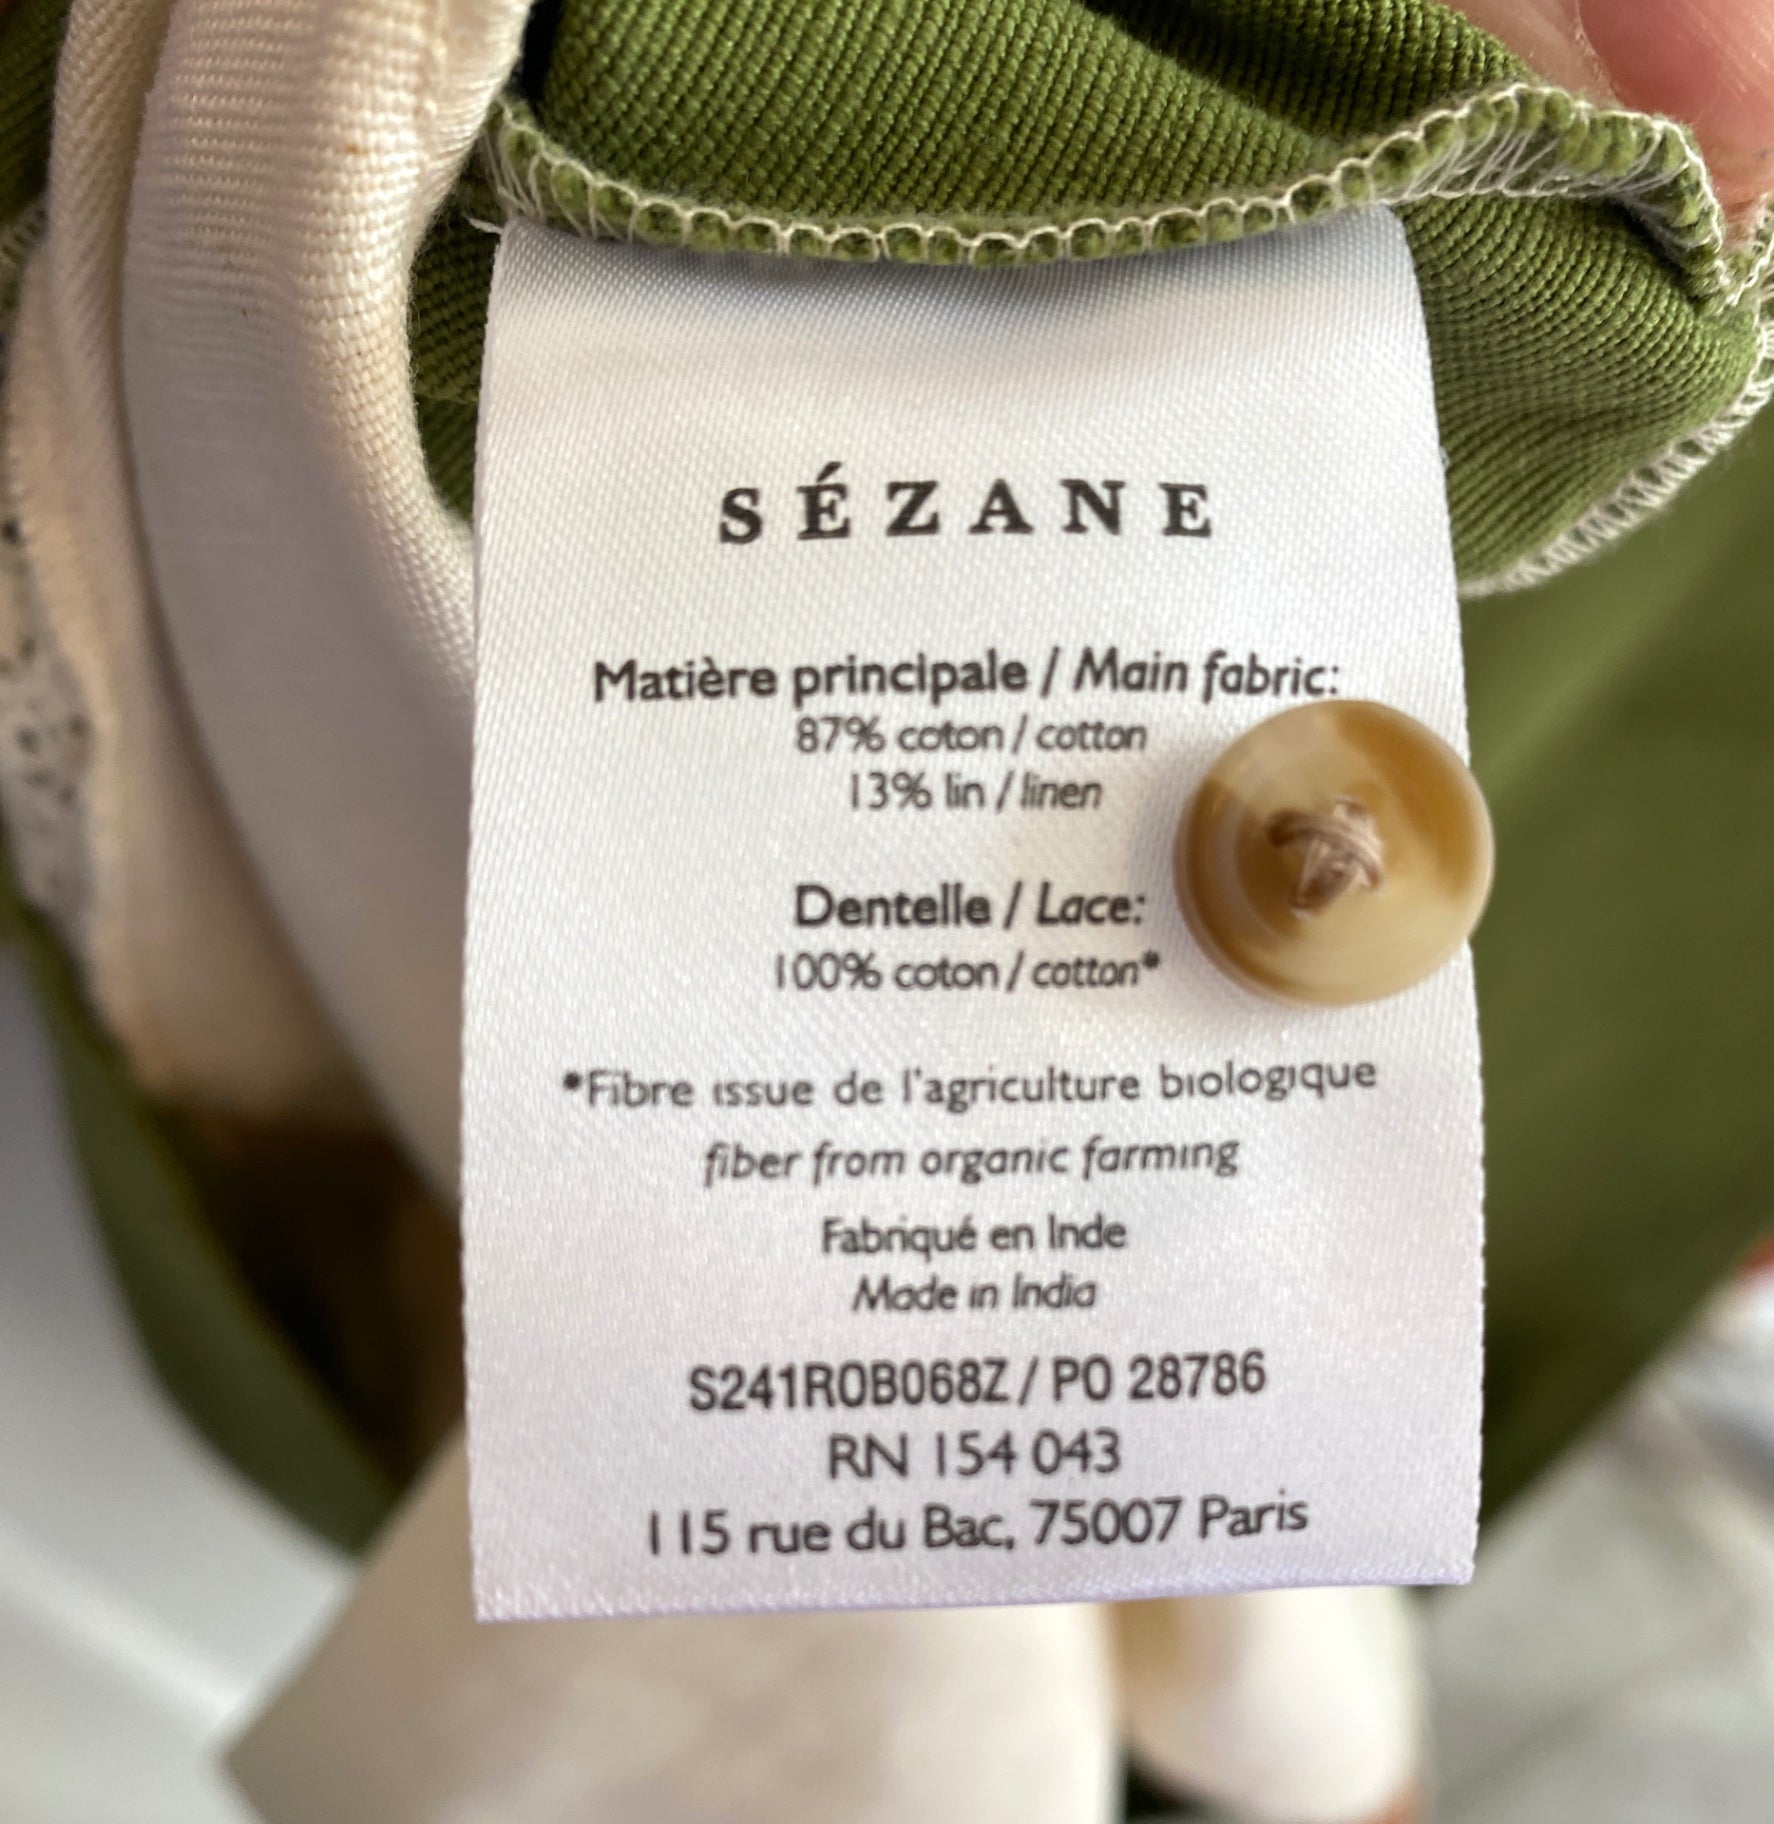 SÉZANE
Matière principale / Main fabric:
87% coton / cotton
13% lin / linen
Dentelle / Lace:
100% coton / cotton*
*Fibre issue de l'agriculture biologique
fiber from organic farming
Fabriqué en Inde
Made in India
S241ROB068Z / PO 28786
RN 154 043
115 rue du Bac, 75007 Paris